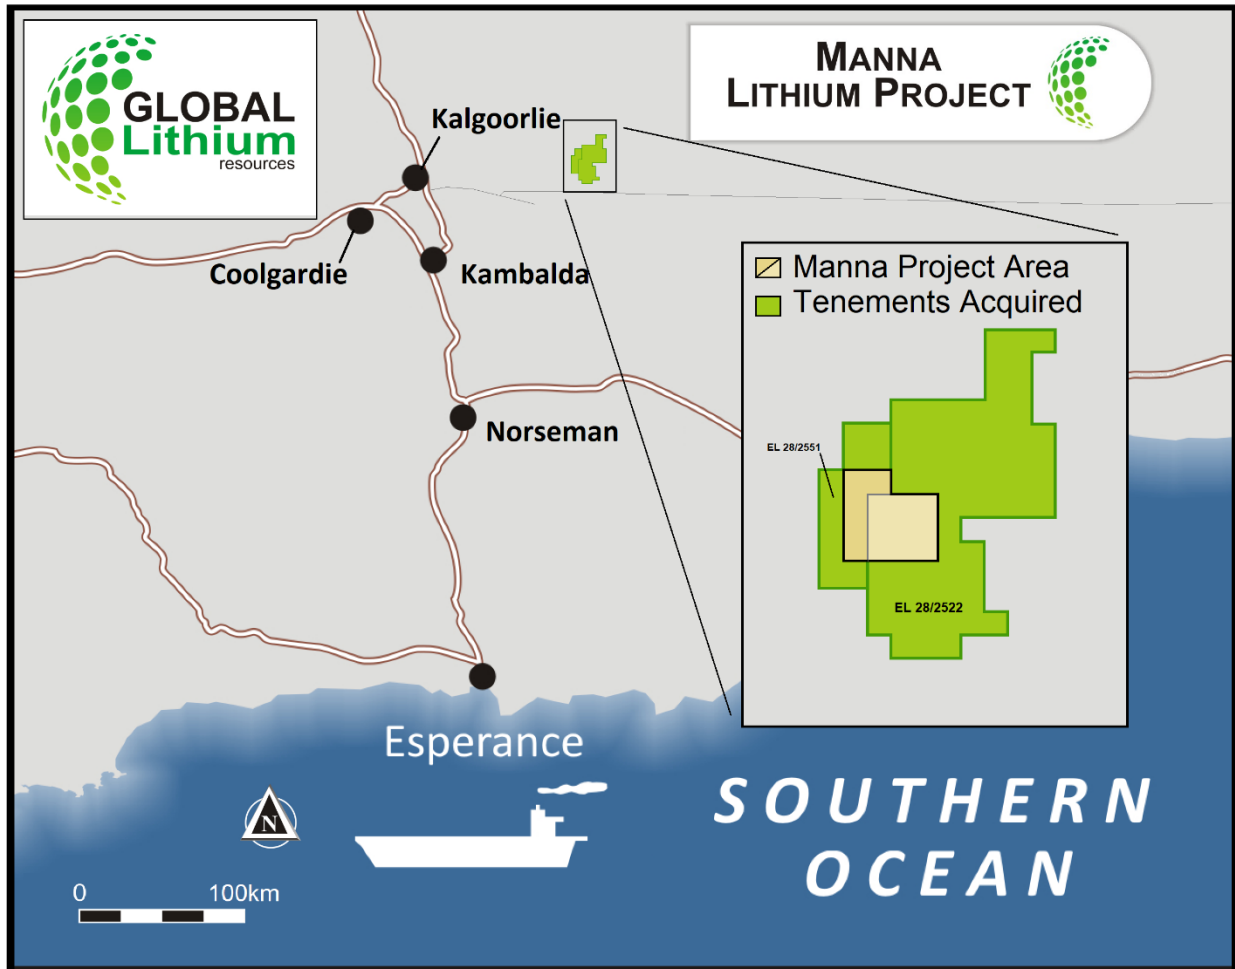 GLOBAL
Lithium
resources
MANNA
LITHIUM PROJECT
Kalgoorlie
Coolgardie
Kambalda
Norseman
Manna Project Area
Tenements Acquired
EL 28/2551
EL 28/2522
Esperance
SOUTHERN
OCEAN
N
0 100km